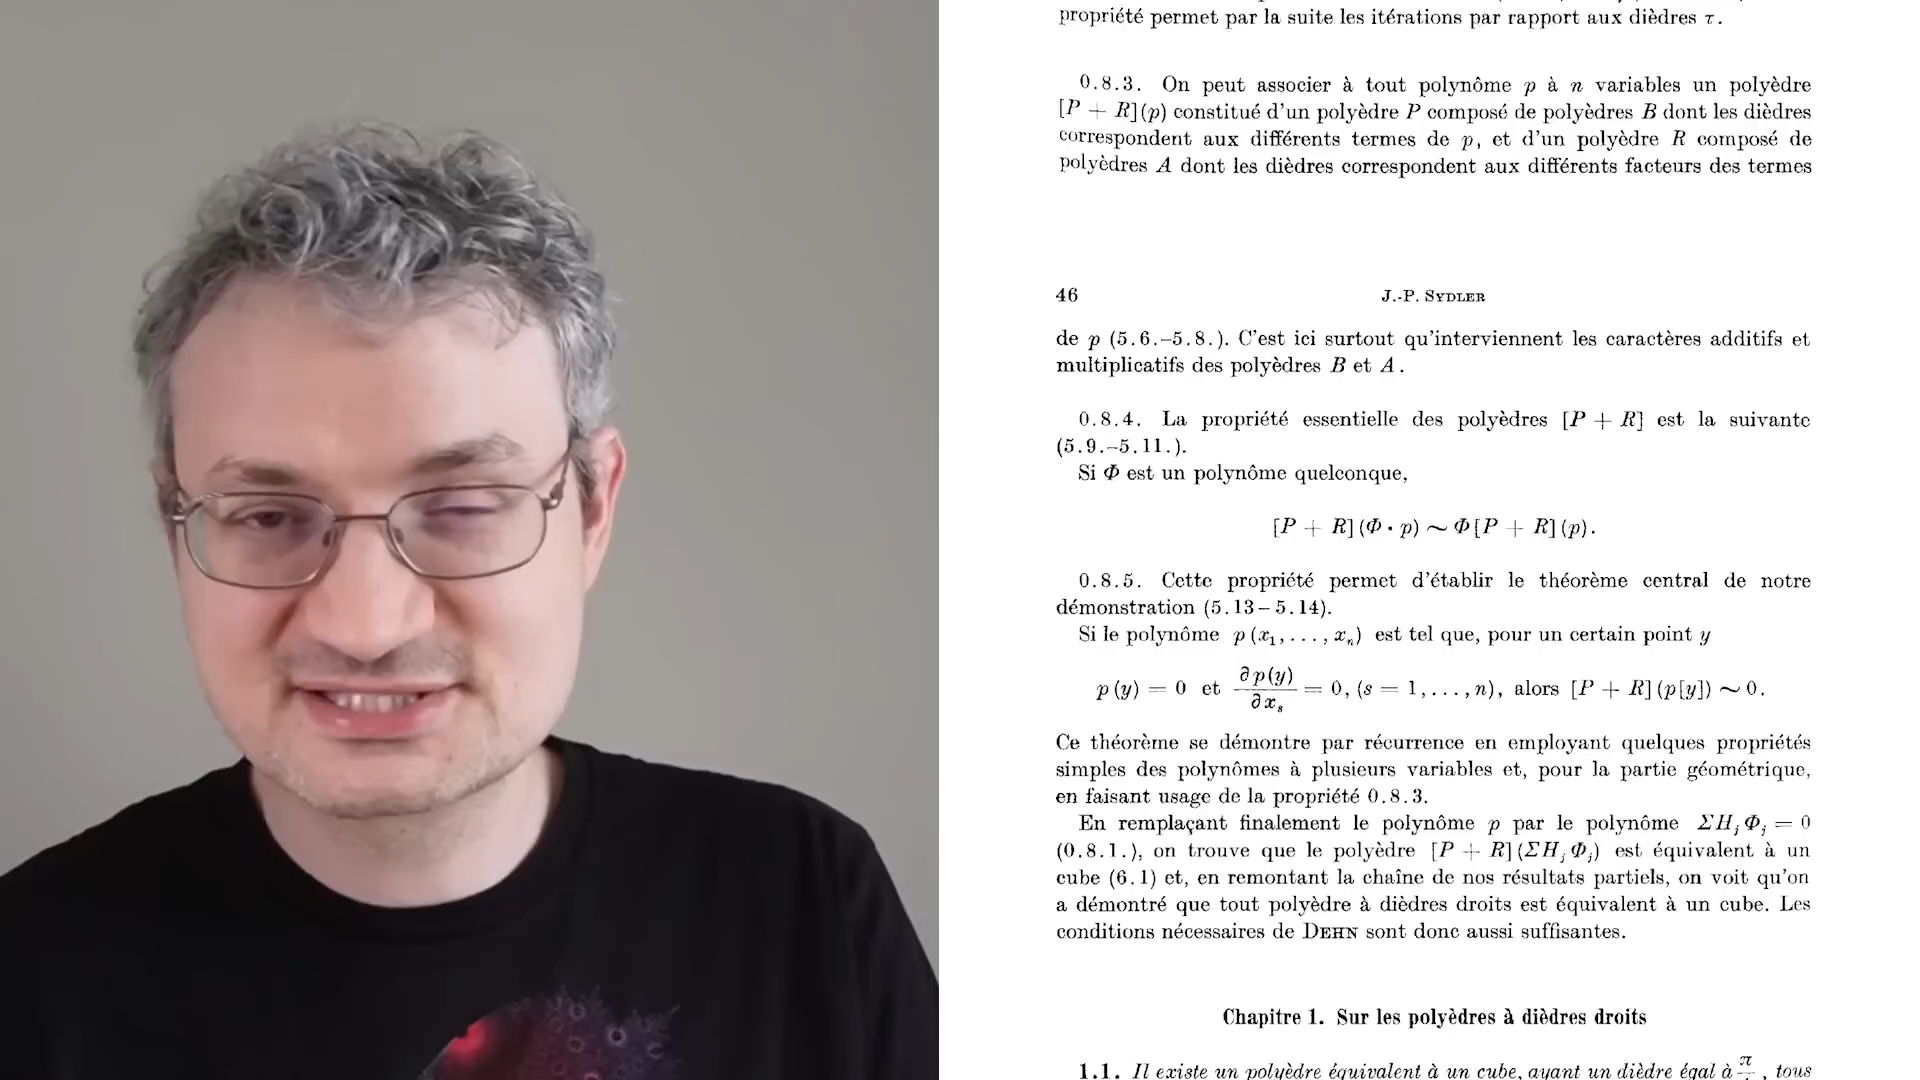 propriété permet par la suite les itérations par rapport aux dièdres τ.
0.8.3. On peut associer à tout polynôme p à n variables un polyèdre
[P + R](p) constitué d'un polyèdre P composé de polyèdres B dont les dièdres
correspondent aux différents termes de p, et d'un polyèdre R composé de
polyèdres A dont les dièdres correspondent aux différents facteurs des termes
46 J.-P. SYDLER
de p (5.6.–5.8.). C'est ici surtout qu'interviennent les caractères additifs et
multiplicatifs des polyèdres B et A.
0.8.4. La propriété essentielle des polyèdres [P + R] est la suivante
(5.9.–5.11.).
Si Φ est un polynôme quelconque,
[P + R](Φ · p) ∼ Φ[P + R](p).
0.8.5. Cette propriété permet d'établir le théorème central de notre
démonstration (5.13–5.14).
Si le polynôme p(x₁, . . . , xₙ) est tel que, pour un certain point y
p(y) = 0 et ∂p(y)/∂xₛ = 0, (s = 1, . . . , n), alors [P + R](p[y]) ∼ 0.
Ce théorème se démontre par récurrence en employant quelques propriétés
simples des polynômes à plusieurs variables et, pour la partie géométrique,
en faisant usage de la propriété 0.8.3.
En remplaçant finalement le polynôme p par le polynôme ΣHⱼΦⱼ = 0
(0.8.1.), on trouve que le polyèdre [P + R](ΣHⱼΦⱼ) est équivalent à un
cube (6.1) et, en remontant la chaîne de nos résultats partiels, on voit qu'on
a démontré que tout polyèdre à dièdres droits est équivalent à un cube. Les
conditions nécessaires de DEHN sont donc aussi suffisantes.
Chapitre 1. Sur les polyèdres à dièdres droits
1.1. Il existe un polyèdre équivalent à un cube, ayant un dièdre égal à π , tous